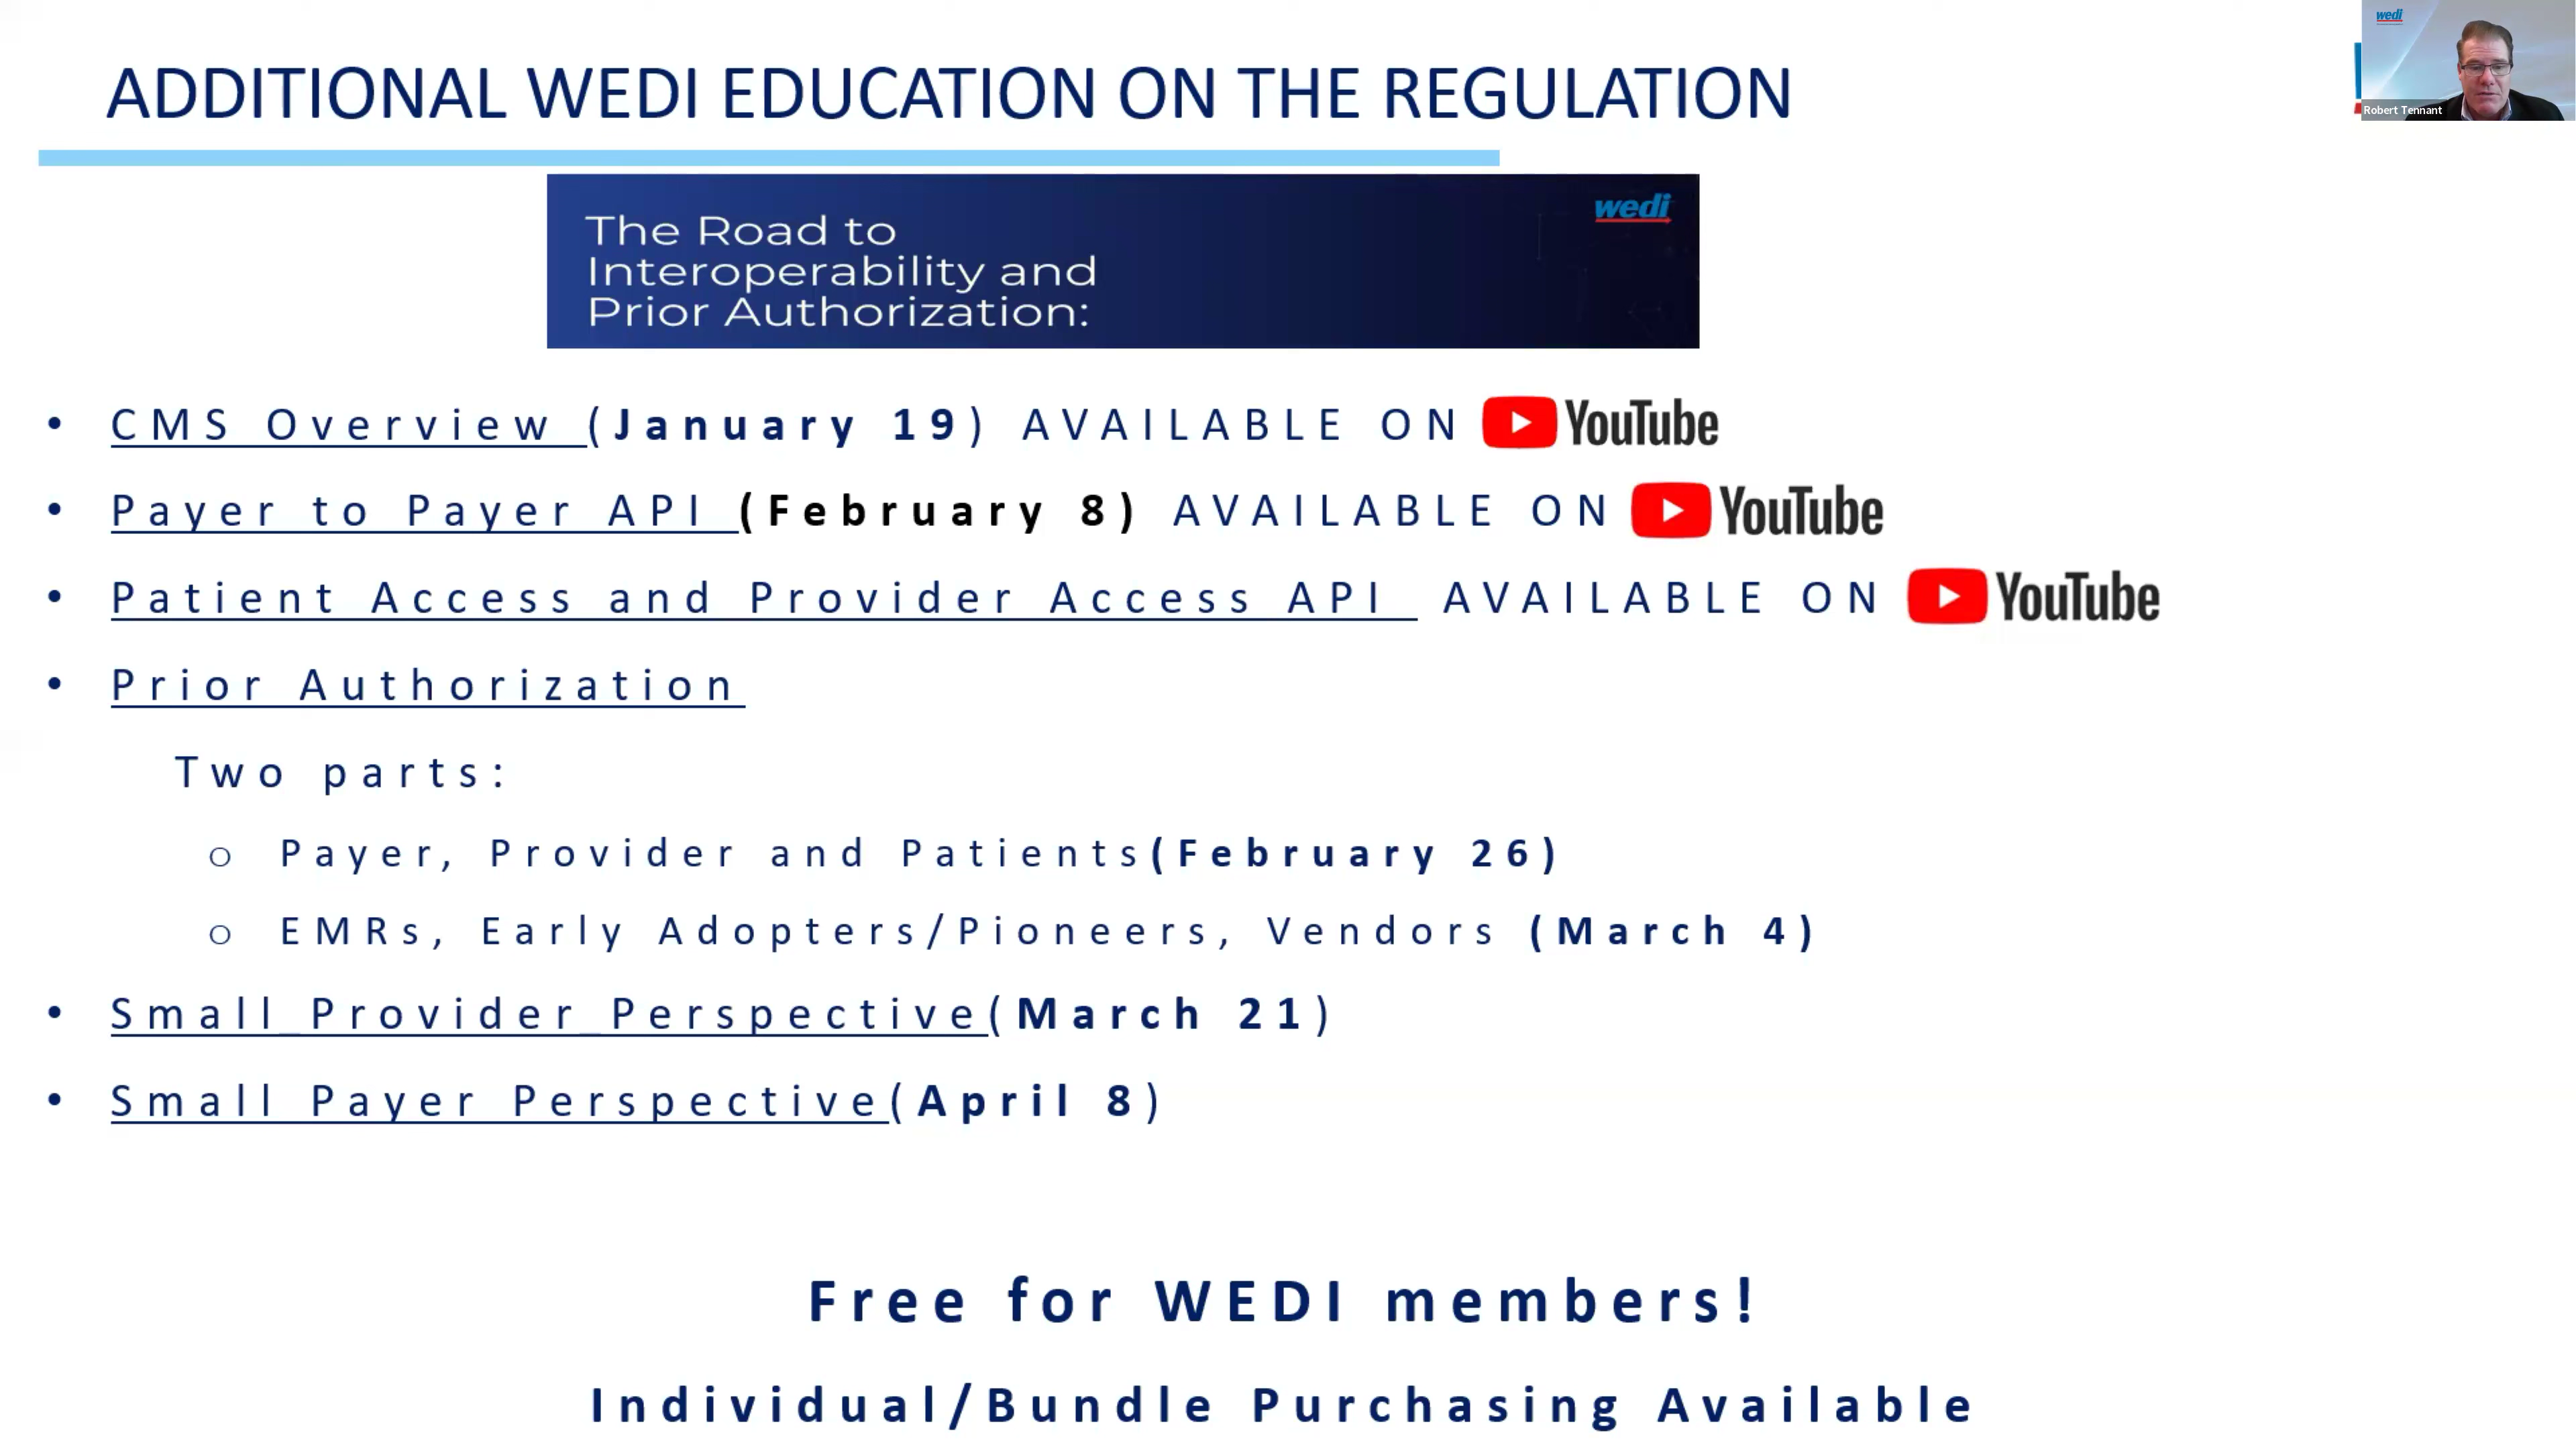 ADDITIONAL WEDI EDUCATION ON THE REGULATION
wedi
Robert Tennant
wedi
The Road to
Interoperability and
Prior Authorization:
• CMS Overview (January 19) AVAILABLE ON YouTube
• Payer to Payer API (February 8) AVAILABLE ON YouTube
• Patient Access and Provider Access API AVAILABLE ON YouTube
• Prior Authorization
Two parts:
o Payer, Provider and Patients(February 26)
o EMRs, Early Adopters/Pioneers, Vendors (March 4)
• Small Provider Perspective(March 21)
• Small Payer Perspective(April 8)
Free for WEDI members!
Individual/Bundle Purchasing Available